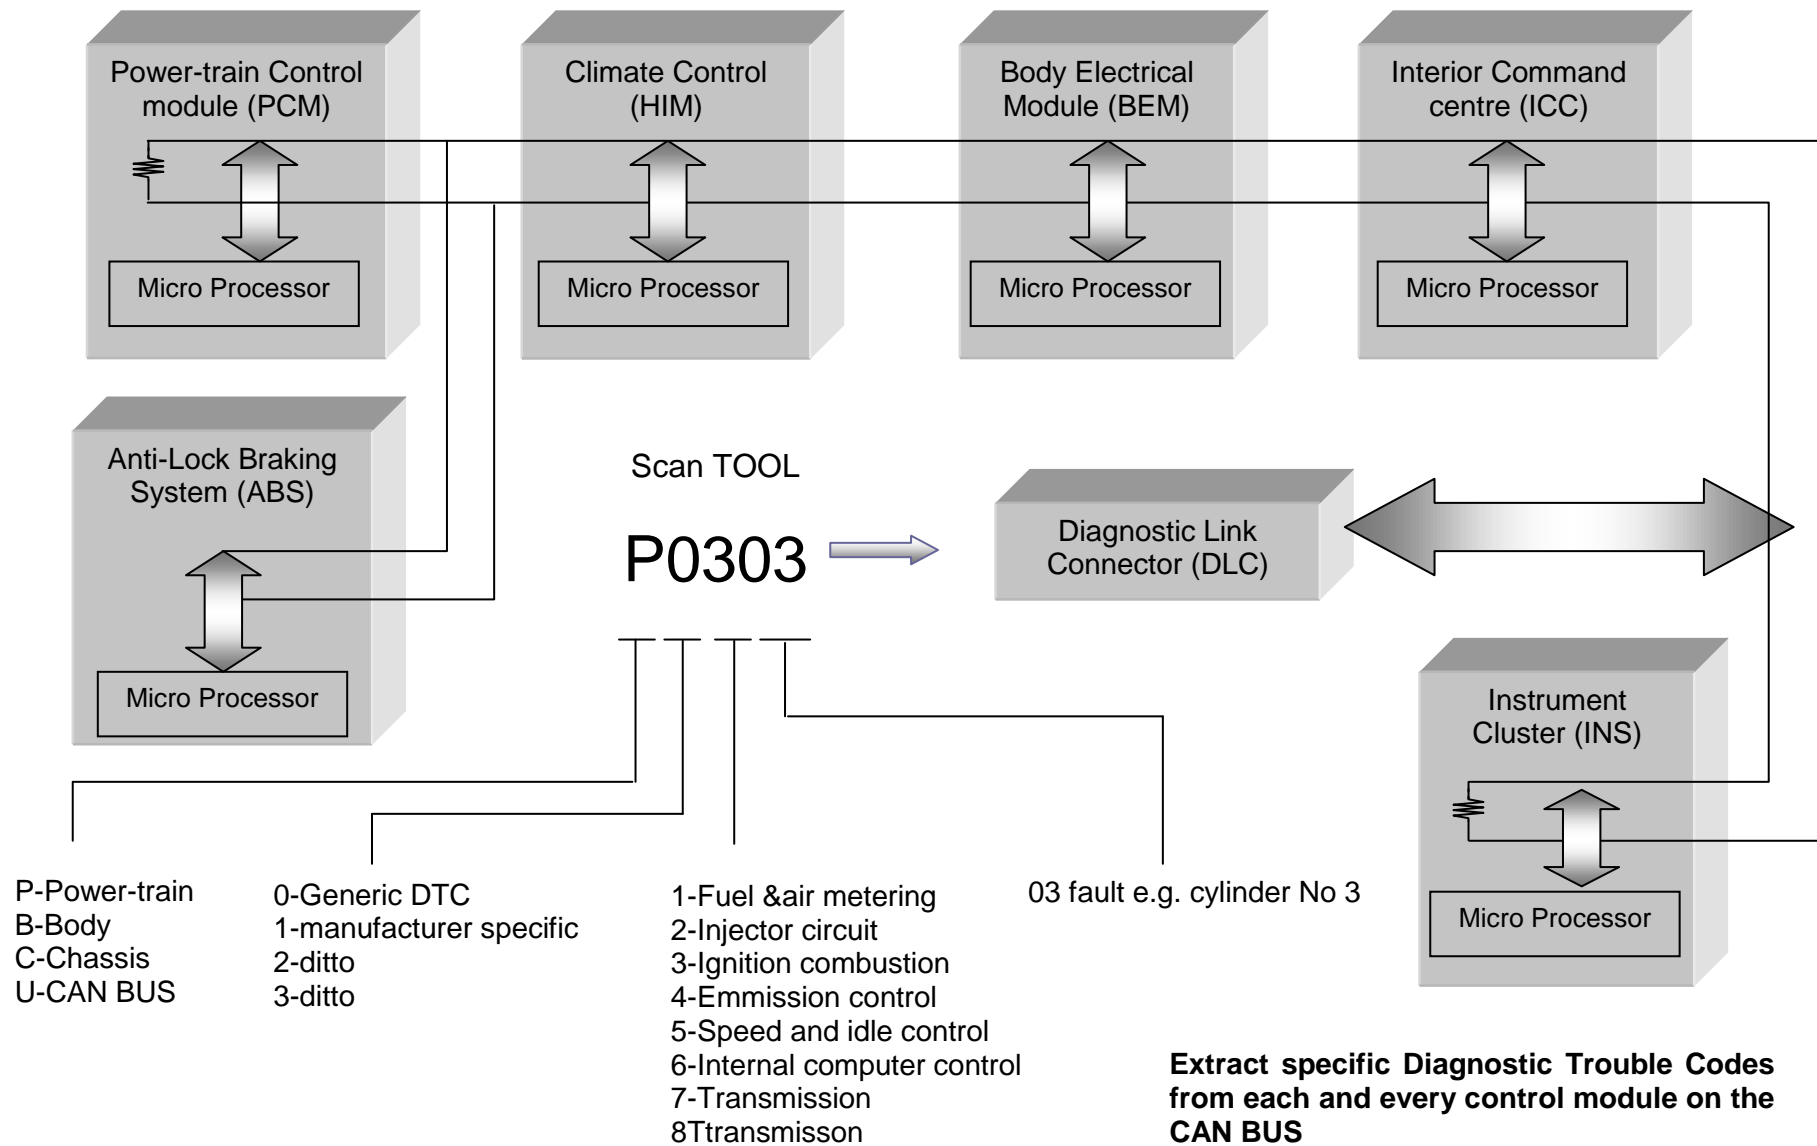 Power-train Control
module (PCM)
Micro Processor
Climate Control
(HIM)
Micro Processor
Body Electrical
Module (BEM)
Micro Processor
Interior Command
centre (ICC)
Micro Processor
Anti-Lock Braking
System (ABS)
Micro Processor
Scan TOOL
P0303
Diagnostic Link
Connector (DLC)
Instrument
Cluster (INS)
Micro Processor
P-Power-train
B-Body
C-Chassis
U-CAN BUS
0-Generic DTC
1-manufacturer specific
2-ditto
3-ditto
1-Fuel &air metering
2-Injector circuit
3-Ignition combustion
4-Emmission control
5-Speed and idle control
6-Internal computer control
7-Transmission
8Ttransmisson
03 fault e.g. cylinder No 3
Extract specific Diagnostic Trouble Codes
from each and every control module on the
CAN BUS